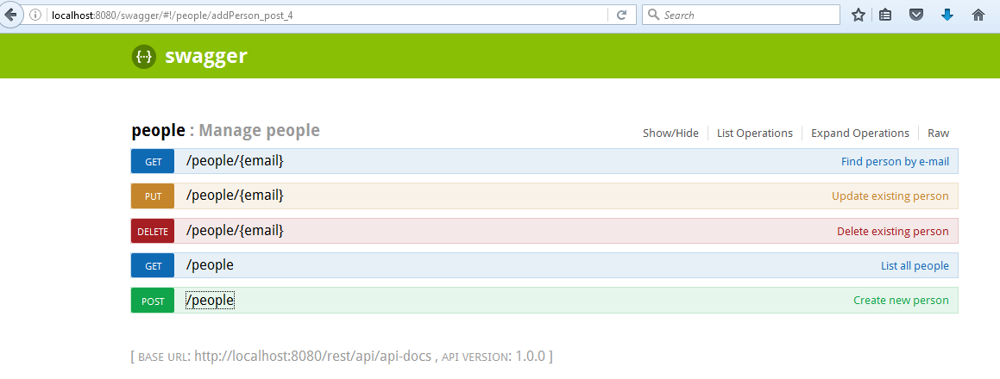 localhost:8080/swagger/#!/people/addPerson_post_4 Search
{···} swagger
people : Manage people Show/Hide List Operations Expand Operations Raw
GET /people/{email} Find person by e-mail
PUT /people/{email} Update existing person
DELETE /people/{email} Delete existing person
GET /people List all people
POST /people Create new person
[ BASE URL: http://localhost:8080/rest/api/api-docs , API VERSION: 1.0.0 ]